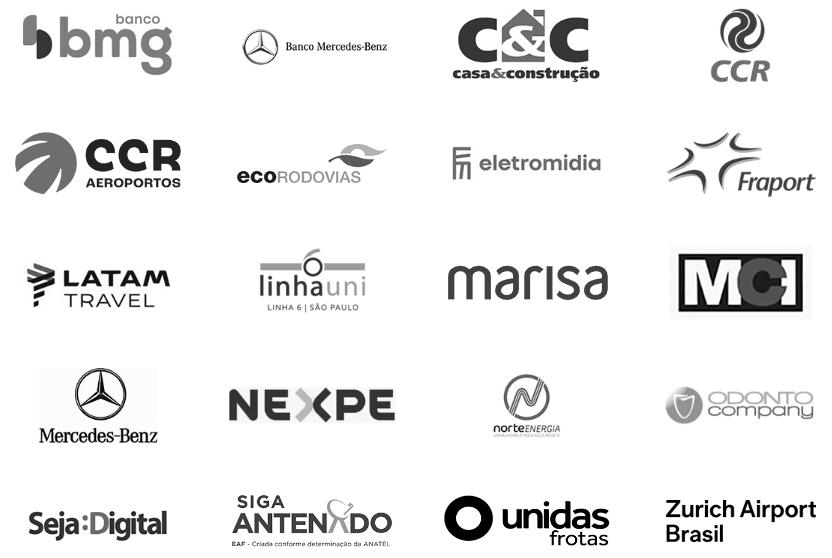 banco
bmg
Banco Mercedes-Benz
C&C
casa&construção
CCR
CCR
AEROPORTOS
ecoRODOVIAS
eletromidia
Fraport
LATAM
TRAVEL
linhauni
LINHA 6 | SÃO PAULO
marisa
MCI
Mercedes-Benz
NEXPE
norteENERGIA
USINA HIDRELÉTRICA BELO MONTE
ODONTO
company
Seja:Digital
SIGA
ANTENADO
EAF - Criada conforme determinação da ANATEL
unidas
frotas
Zurich Airport
Brasil